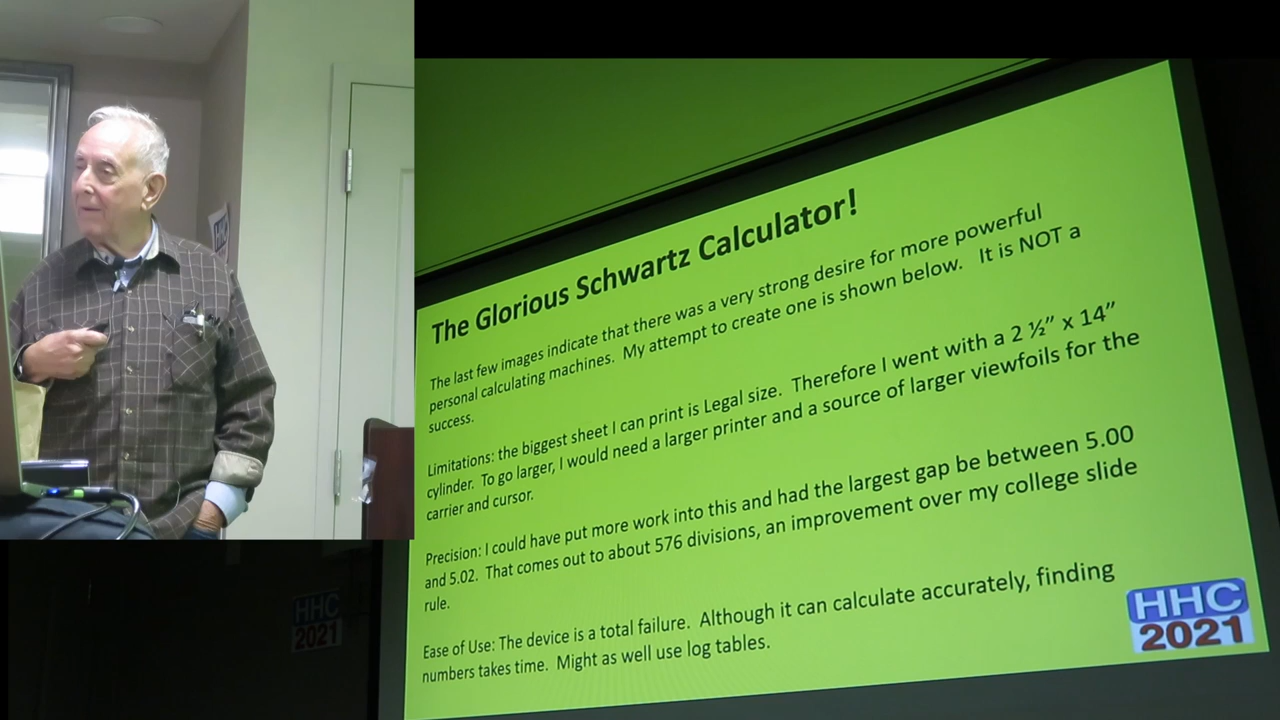 The Glorious Schwartz Calculator!
The last few images indicate that there was a very strong desire for more powerful
personal calculating machines. My attempt to create one is shown below. It is NOT a
success.
Limitations: the biggest sheet I can print is Legal size. Therefore I went with a 2 ½” x 14”
cylinder. To go larger, I would need a larger printer and a source of larger viewfoils for the
carrier and cursor.
Precision: I could have put more work into this and had the largest gap be between 5.00
and 5.02. That comes out to about 576 divisions, an improvement over my college slide
rule.
Ease of Use: The device is a total failure. Although it can calculate accurately, finding
numbers takes time. Might as well use log tables.
HHC
2021
HHC
2021
HHC